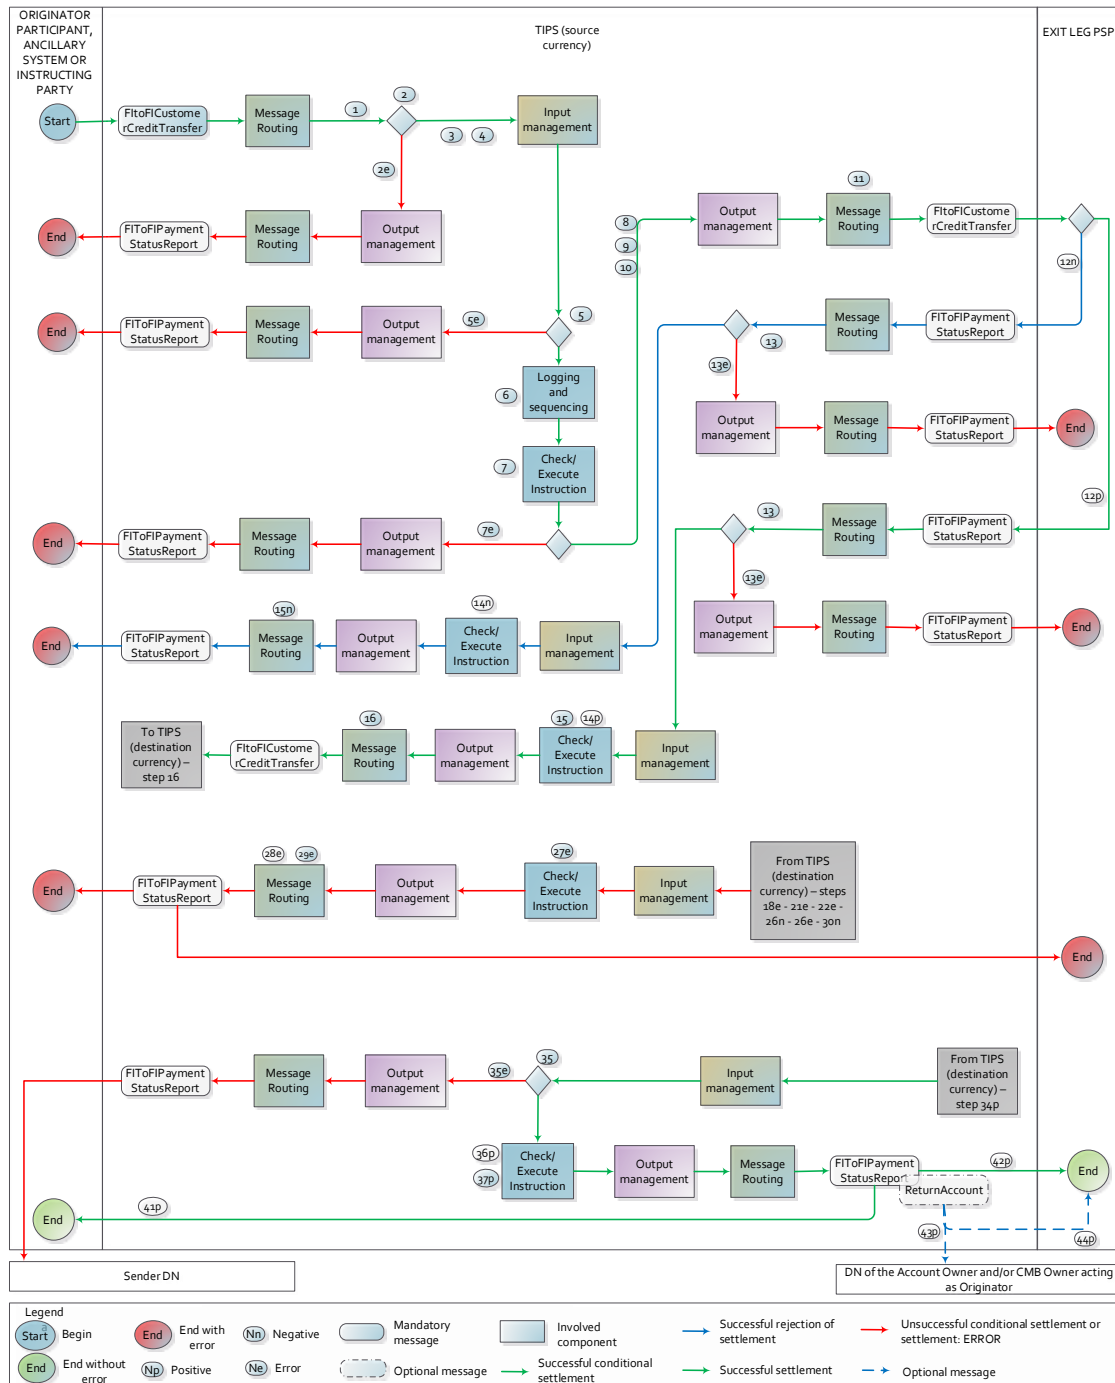 ORIGINATOR
PARTICIPANT,
ANCILLARY
SYSTEM OR
INSTRUCTING
PARTY
TIPS (source
currency)
EXIT LEG PSP
Start
FItoFICustome
rCreditTransfer
Message
Routing
1
2
3
4
Input
management
2e
End
FIToFIPayment
StatusReport
Message
Routing
Output
management
8
9
10
Output
management
11
Message
Routing
FItoFICustome
rCreditTransfer
12n
End
FIToFIPayment
StatusReport
Message
Routing
Output
management
5e
5
13
Message
Routing
FIToFIPayment
StatusReport
13e
6
Logging
and
sequencing
Output
management
Message
Routing
FIToFIPayment
StatusReport
End
7
Check/
Execute
Instruction
12p
End
FIToFIPayment
StatusReport
Message
Routing
Output
management
7e
13
Message
Routing
FIToFIPayment
StatusReport
13e
Output
management
Message
Routing
FIToFIPayment
StatusReport
End
End
FIToFIPayment
StatusReport
15n
Message
Routing
Output
management
14n
Check/
Execute
Instruction
Input
management
To TIPS
(destination
currency) –
step 16
FItoFICustome
rCreditTransfer
16
Message
Routing
Output
management
15
14p
Check/
Execute
Instruction
Input
management
End
FIToFIPayment
StatusReport
28e
29e
Message
Routing
Output
management
27e
Check/
Execute
Instruction
Input
management
From TIPS
(destination
currency) – steps
18e - 21e - 22e -
26n - 26e - 30n
End
FIToFIPayment
StatusReport
Message
Routing
Output
management
35e
35
Input
management
From TIPS
(destination
currency) –
step 34p
36p
37p
Check/
Execute
Instruction
Output
management
Message
Routing
FIToFIPayment
StatusReport
ReturnAccount
42p
End
End
41p
43p
44p
Sender DN
DN of the Account Owner and/or CMB Owner acting
as Originator
Legend
a
Start
Begin
End
End with
error
Nn
Negative
Mandatory
message
Involved
component
Successful rejection of
settlement
Unsuccessful conditional settlement or
settlement: ERROR
End
End without
error
Np
Positive
Ne
Error
Optional message
Successful conditional
settlement
Successful settlement
Optional message